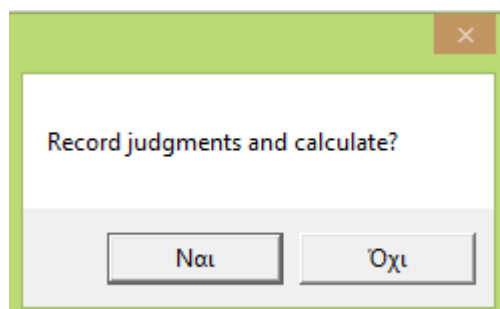 Record judgments and calculate?
Ναι
Όχι